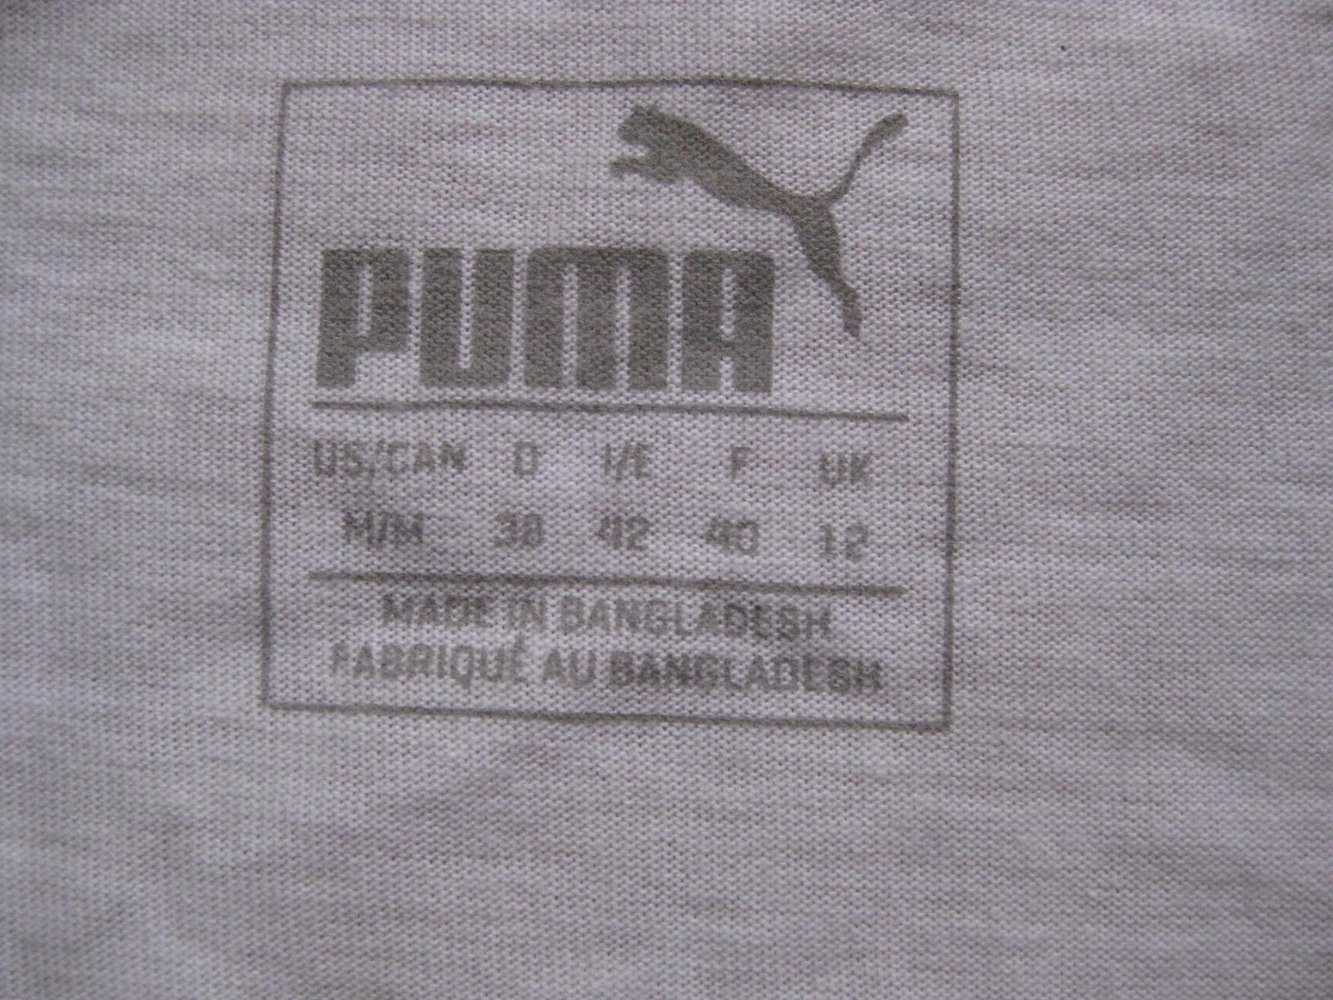 PUMA
US/CAN D I/E F UK
M/M 38 42 40 12
MADE IN BANGLADESH
FABRIQUÉ AU BANGLADESH